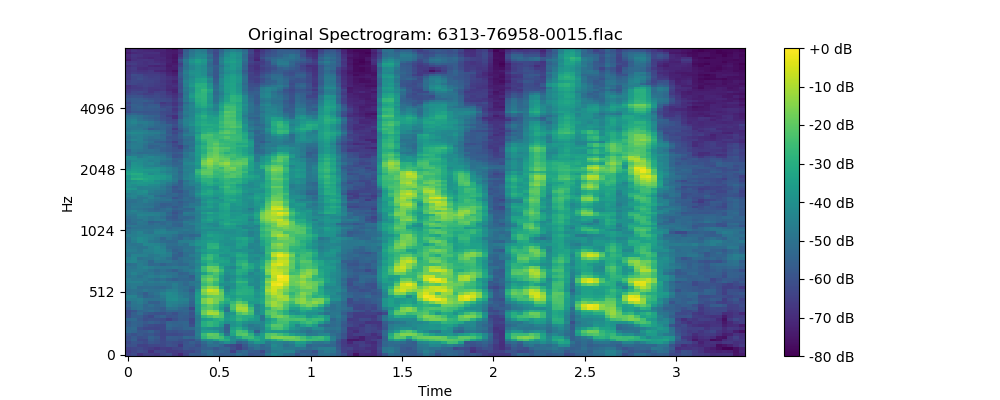 Original Spectrogram: 6313-76958-0015.flac
Hz
4096
2048
1024
512
0
0 0.5 1 1.5 2 2.5 3
Time
+0 dB
-10 dB
-20 dB
-30 dB
-40 dB
-50 dB
-60 dB
-70 dB
-80 dB